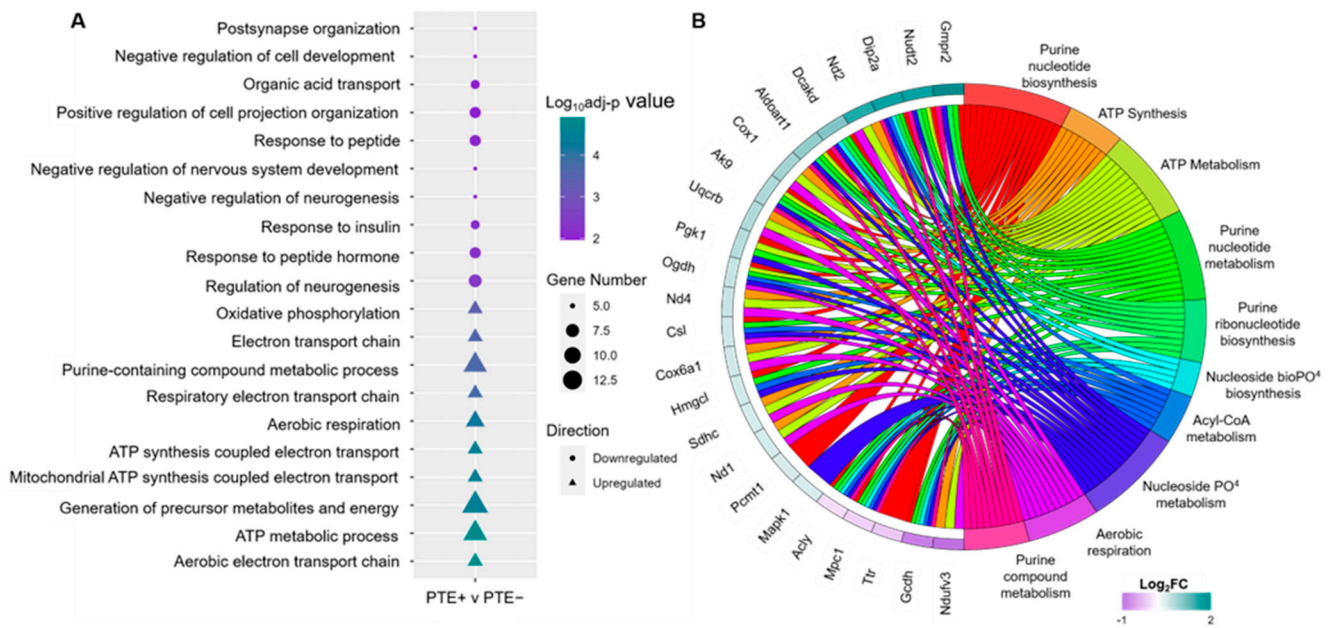 A
Postsynapse organization
Negative regulation of cell development
Organic acid transport
Positive regulation of cell projection organization
Response to peptide
Negative regulation of nervous system development
Negative regulation of neurogenesis
Response to insulin
Response to peptide hormone
Regulation of neurogenesis
Oxidative phosphorylation
Electron transport chain
Purine-containing compound metabolic process
Respiratory electron transport chain
Aerobic respiration
ATP synthesis coupled electron transport
Mitochondrial ATP synthesis coupled electron transport
Generation of precursor metabolites and energy
ATP metabolic process
Aerobic electron transport chain
PTE+ v PTE−
Log₁₀adj-p value
4
3
2
Gene Number
5.0
7.5
10.0
12.5
Direction
Downregulated
Upregulated
B
Gmpr2
Nudt2
Dip2a
Nd2
Dcakd
Aldoart1
Cox1
Ak9
Uqcrb
Pgk1
Ogdh
Nd4
Csl
Cox6a1
Hmgcl
Sdhc
Nd1
Pcmt1
Mapk1
Acly
Mpc1
Ttr
Gcdh
Ndufv3
Purine
nucleotide
biosynthesis
ATP Synthesis
ATP Metabolism
Purine
nucleotide
metabolism
Purine
ribonucleotide
biosynthesis
Nucleoside bioPO⁴
biosynthesis
Acyl-CoA
metabolism
Nucleoside PO⁴
metabolism
Aerobic
respiration
Purine
compound
metabolism
Log₂FC
-1
2